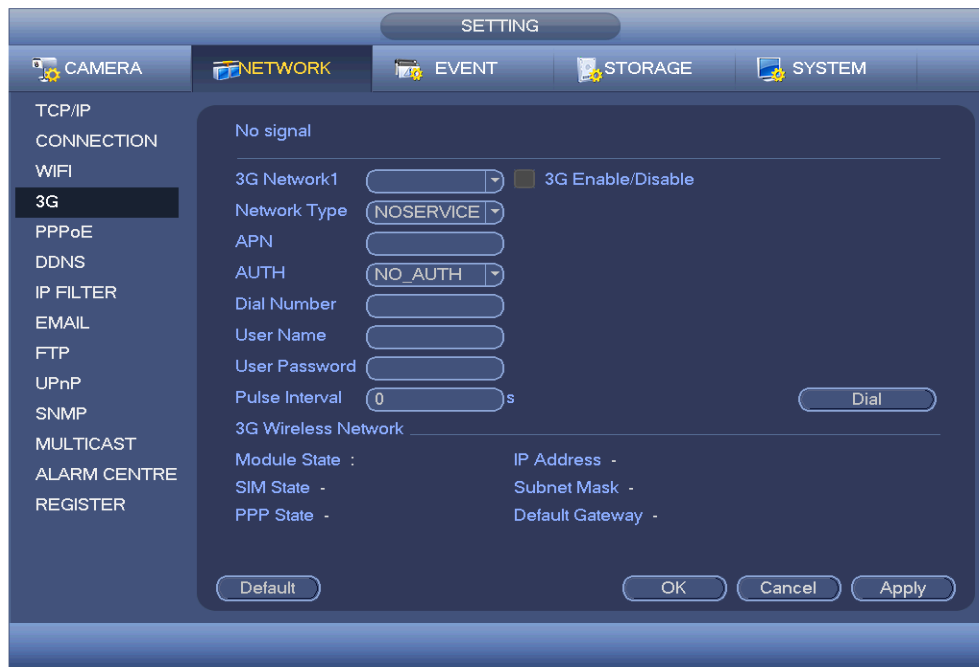 SETTING
CAMERA NETWORK EVENT STORAGE SYSTEM
TCP/IP
CONNECTION
WIFI
3G
PPPoE
DDNS
IP FILTER
EMAIL
FTP
UPnP
SNMP
MULTICAST
ALARM CENTRE
REGISTER
No signal
3G Network1 3G Enable/Disable
Network Type NOSERVICE
APN
AUTH NO_AUTH
Dial Number
User Name
User Password
Pulse Interval 0 s Dial
3G Wireless Network
Module State : IP Address -
SIM State - Subnet Mask -
PPP State - Default Gateway -
Default OK Cancel Apply